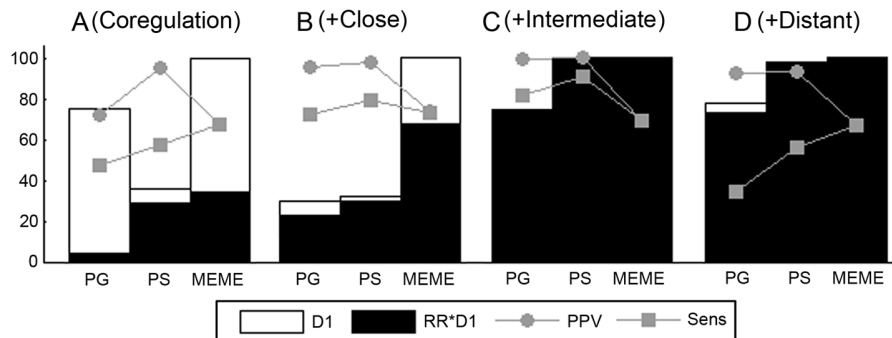 A (Coregulation) B (+Close) C (+Intermediate) D (+Distant)
100
80
60
40
20
0
PG PS MEME PG PS MEME PG PS MEME PG PS MEME
D1 RR*D1 PPV Sens